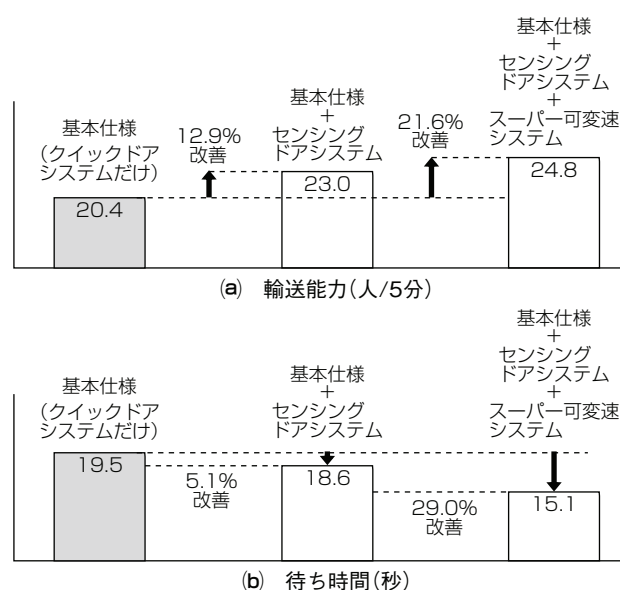 基本仕様
(クイックドア
システムだけ)
20.4
12.9%
改善
基本仕様
+
センシング
ドアシステム
23.0
21.6%
改善
基本仕様
+
センシング
ドアシステム
+
スーパー可変速
システム
24.8
(a) 輸送能力(人/5分)
基本仕様
(クイックドア
システムだけ)
19.5
5.1%
改善
基本仕様
+
センシング
ドアシステム
18.6
29.0%
改善
基本仕様
+
センシング
ドアシステム
+
スーパー可変速
システム
15.1
(b) 待ち時間(秒)